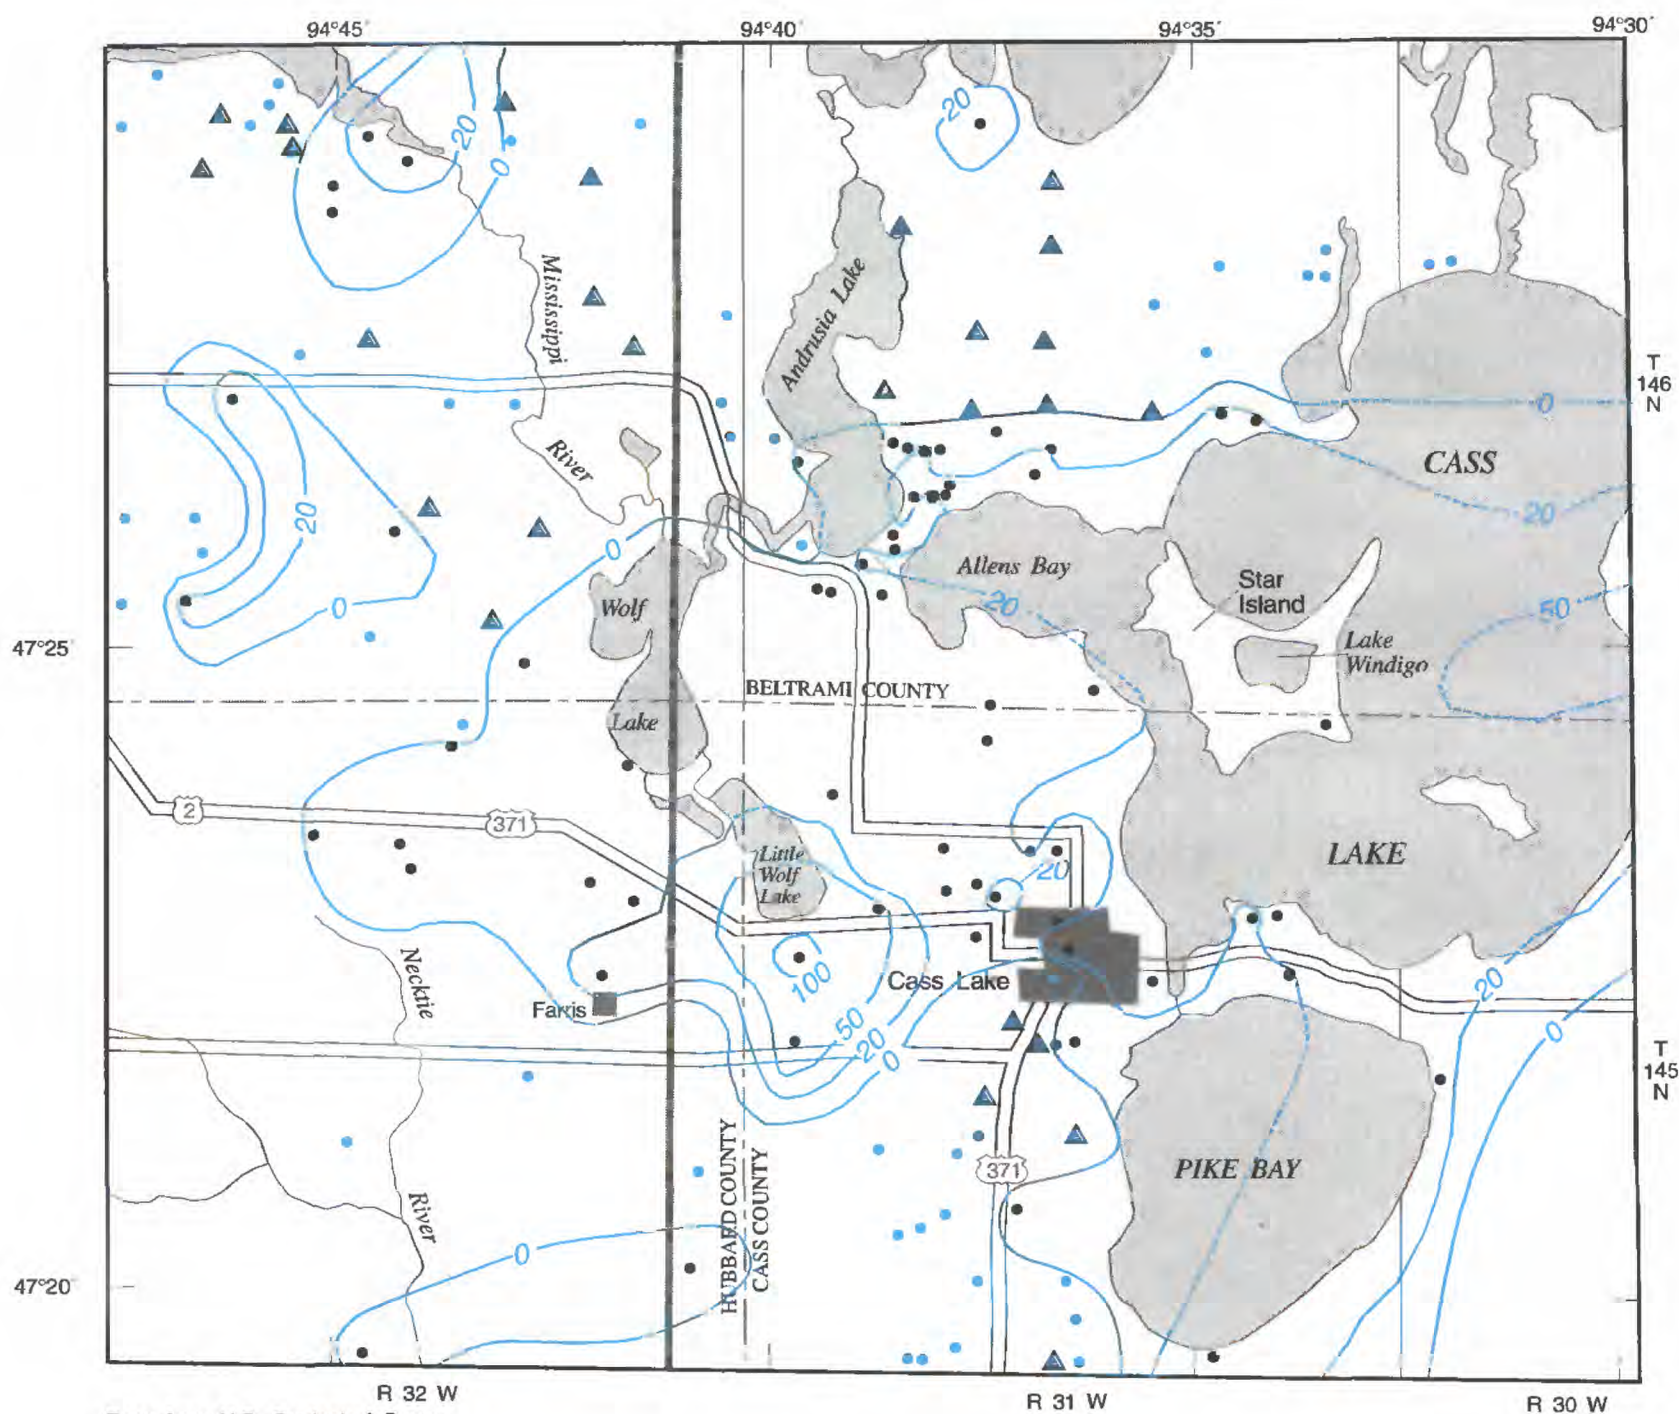 94°45′
94°40′
94°35′
94°30′
20
20
0
Mississippi
Andrusia Lake
T
146
N
0
CASS
River
20
20
0
Allens Bay
20
Star
Island
50
0
Wolf
47°25′
Lake
Windigo
BELTRAMI COUNTY
Lake
2
371
LAKE
Little
Wolf
Lake
20
100
Cass Lake
20
Necktie
Farris
50
20
0
0
T
145
N
HUBBARD COUNTY
CASS COUNTY
371
PIKE BAY
River
0
47°20′
R 32 W
R 31 W
R 30 W